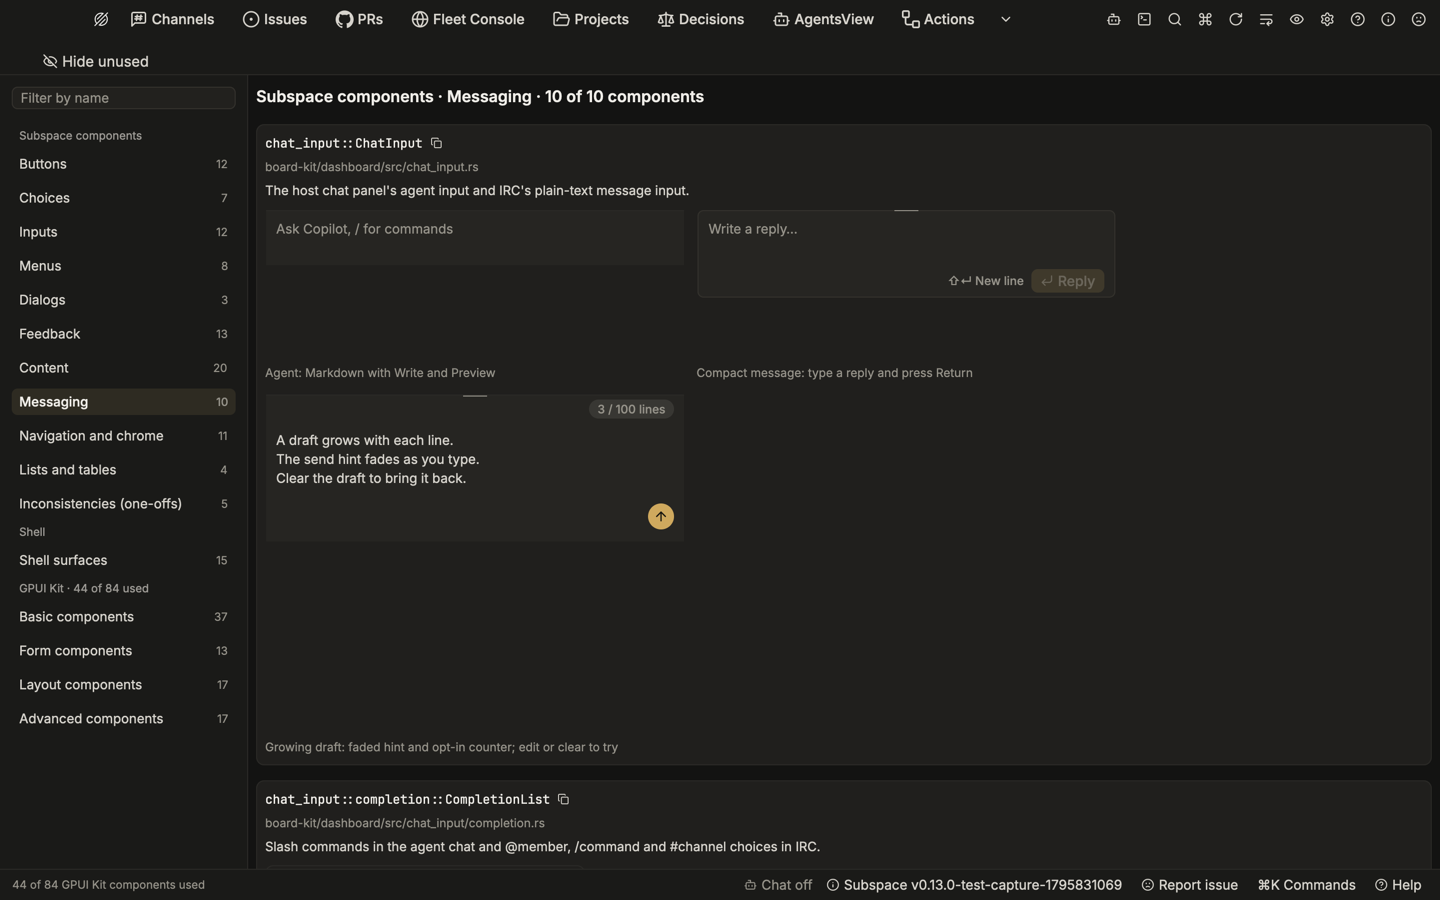 Channels
Issues
PRs
Fleet Console
Projects
Decisions
AgentsView
Actions
Hide unused
Filter by name
Subspace components
Buttons 12
Choices 7
Inputs 12
Menus 8
Dialogs 3
Feedback 13
Content 20
Messaging 10
Navigation and chrome 11
Lists and tables 4
Inconsistencies (one-offs) 5
Shell
Shell surfaces 15
GPUI Kit · 44 of 84 used
Basic components 37
Form components 13
Layout components 17
Advanced components 17
Subspace components · Messaging · 10 of 10 components
chat_input::ChatInput
board-kit/dashboard/src/chat_input.rs
The host chat panel's agent input and IRC's plain-text message input.
Ask Copilot, / for commands
Write a reply...
⇧↵ New line
↵ Reply
Agent: Markdown with Write and Preview
Compact message: type a reply and press Return
3 / 100 lines
A draft grows with each line.
The send hint fades as you type.
Clear the draft to bring it back.
Growing draft: faded hint and opt-in counter; edit or clear to try
chat_input::completion::CompletionList
board-kit/dashboard/src/chat_input/completion.rs
Slash commands in the agent chat and @member, /command and #channel choices in IRC.
44 of 84 GPUI Kit components used
Chat off
Subspace v0.13.0-test-capture-1795831069
Report issue
⌘K Commands
Help